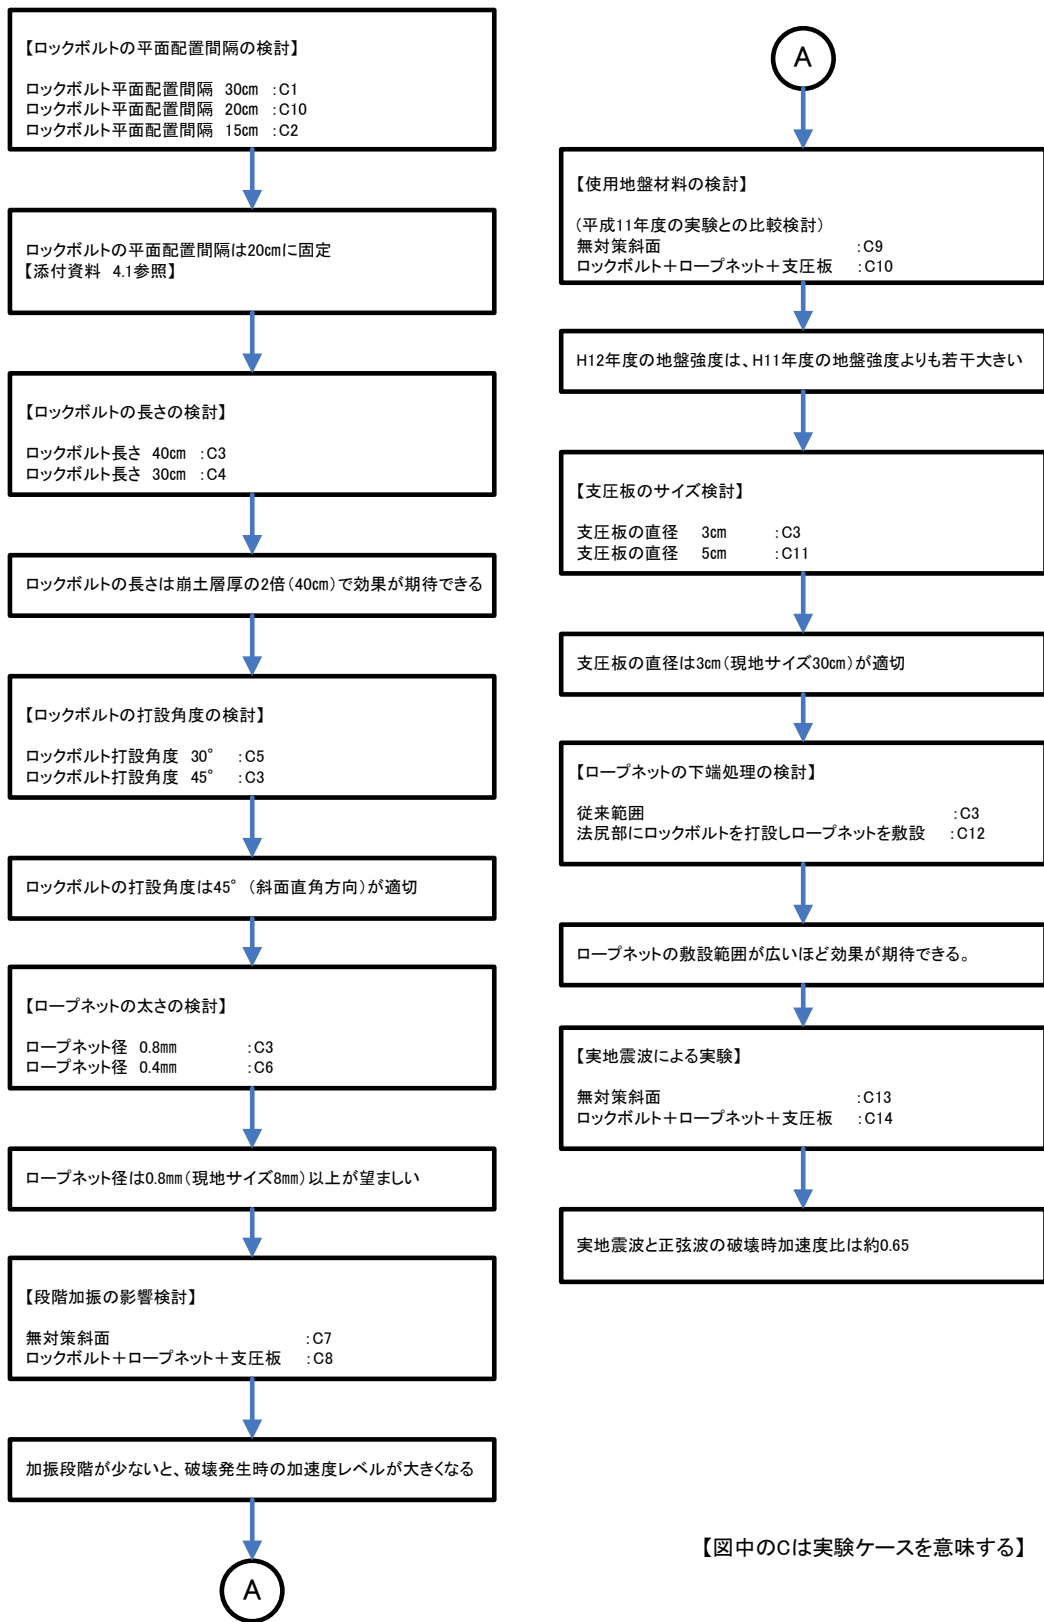 【ロックボルトの平面配置間隔の検討】
ロックボルト平面配置間隔 30㎝ :C1
ロックボルト平面配置間隔 20㎝ :C10
ロックボルト平面配置間隔 15㎝ :C2
ロックボルトの平面配置間隔は20㎝に固定
【添付資料 4.1参照】
【ロックボルトの長さの検討】
ロックボルト長さ 40㎝ :C3
ロックボルト長さ 30㎝ :C4
ロックボルトの長さは崩土層厚の2倍(40㎝)で効果が期待できる
【ロックボルトの打設角度の検討】
ロックボルト打設角度 30° :C5
ロックボルト打設角度 45° :C3
ロックボルトの打設角度は45°(斜面直角方向)が適切
【ロープネットの太さの検討】
ロープネット径 0.8㎜ :C3
ロープネット径 0.4㎜ :C6
ロープネット径は0.8㎜(現地サイズ8㎜)以上が望ましい
【段階加振の影響検討】
無対策斜面 :C7
ロックボルト+ロープネット+支圧板 :C8
加振段階が少ないと、破壊発生時の加速度レベルが大きくなる
A
A
【使用地盤材料の検討】
(平成11年度の実験との比較検討)
無対策斜面 :C9
ロックボルト+ロープネット+支圧板 :C10
H12年度の地盤強度は、H11年度の地盤強度よりも若干大きい
【支圧板のサイズ検討】
支圧板の直径 3㎝ :C3
支圧板の直径 5㎝ :C11
支圧板の直径は3㎝(現地サイズ30㎝)が適切
【ロープネットの下端処理の検討】
従来範囲 :C3
法尻部にロックボルトを打設しロープネットを敷設 :C12
ロープネットの敷設範囲が広いほど効果が期待できる。
【実地震波による実験】
無対策斜面 :C13
ロックボルト+ロープネット+支圧板 :C14
実地震波と正弦波の破壊時加速度比は約0.65
【図中のCは実験ケースを意味する】